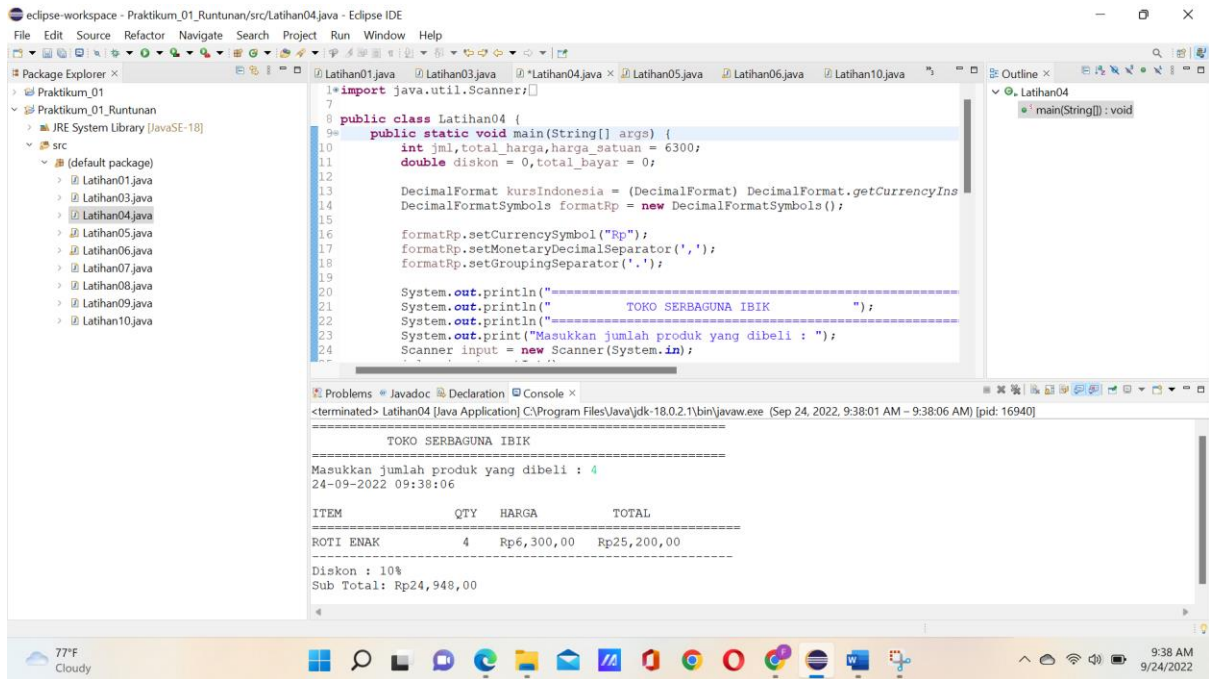 eclipse-workspace - Praktikum_01_Runtunan/src/Latihan04.java - Eclipse IDE
File Edit Source Refactor Navigate Search Project Run Window Help
Package Explorer
Praktikum_01
Praktikum_01_Runtunan
JRE System Library [JavaSE-18]
src
(default package)
Latihan01.java
Latihan03.java
Latihan04.java
Latihan05.java
Latihan06.java
Latihan07.java
Latihan08.java
Latihan09.java
Latihan10.java
Latihan01.java Latihan03.java *Latihan04.java Latihan05.java Latihan06.java Latihan10.java
1 import java.util.Scanner;
7
8 public class Latihan04 {
9 public static void main(String[] args) {
10 int jml,total_harga,harga_satuan = 6300;
11 double diskon = 0,total_bayar = 0;
12
13 DecimalFormat kursIndonesia = (DecimalFormat) DecimalFormat.getCurrencyIns
14 DecimalFormatSymbols formatRp = new DecimalFormatSymbols();
15
16 formatRp.setCurrencySymbol("Rp");
17 formatRp.setMonetaryDecimalSeparator(',');
18 formatRp.setGroupingSeparator('.');
19
20 System.out.println("=======================================================
21 System.out.println(" TOKO SERBAGUNA IBIK ");
22 System.out.println("=======================================================
23 System.out.print("Masukkan jumlah produk yang dibeli : ");
24 Scanner input = new Scanner(System.in);
Outline
Latihan04
main(String[]) : void
Problems Javadoc Declaration Console
<terminated> Latihan04 [Java Application] C:\Program Files\Java\jdk-18.0.2.1\bin\javaw.exe (Sep 24, 2022, 9:38:01 AM – 9:38:06 AM) [pid: 16940]
=======================================================
TOKO SERBAGUNA IBIK
=======================================================
Masukkan jumlah produk yang dibeli : 4
24-09-2022 09:38:06
ITEM QTY HARGA TOTAL
=========================================================
ROTI ENAK 4 Rp6,300,00 Rp25,200,00
--------------------------------------------------------
Diskon : 10%
Sub Total: Rp24,948,00
77°F
Cloudy
9:38 AM
9/24/2022